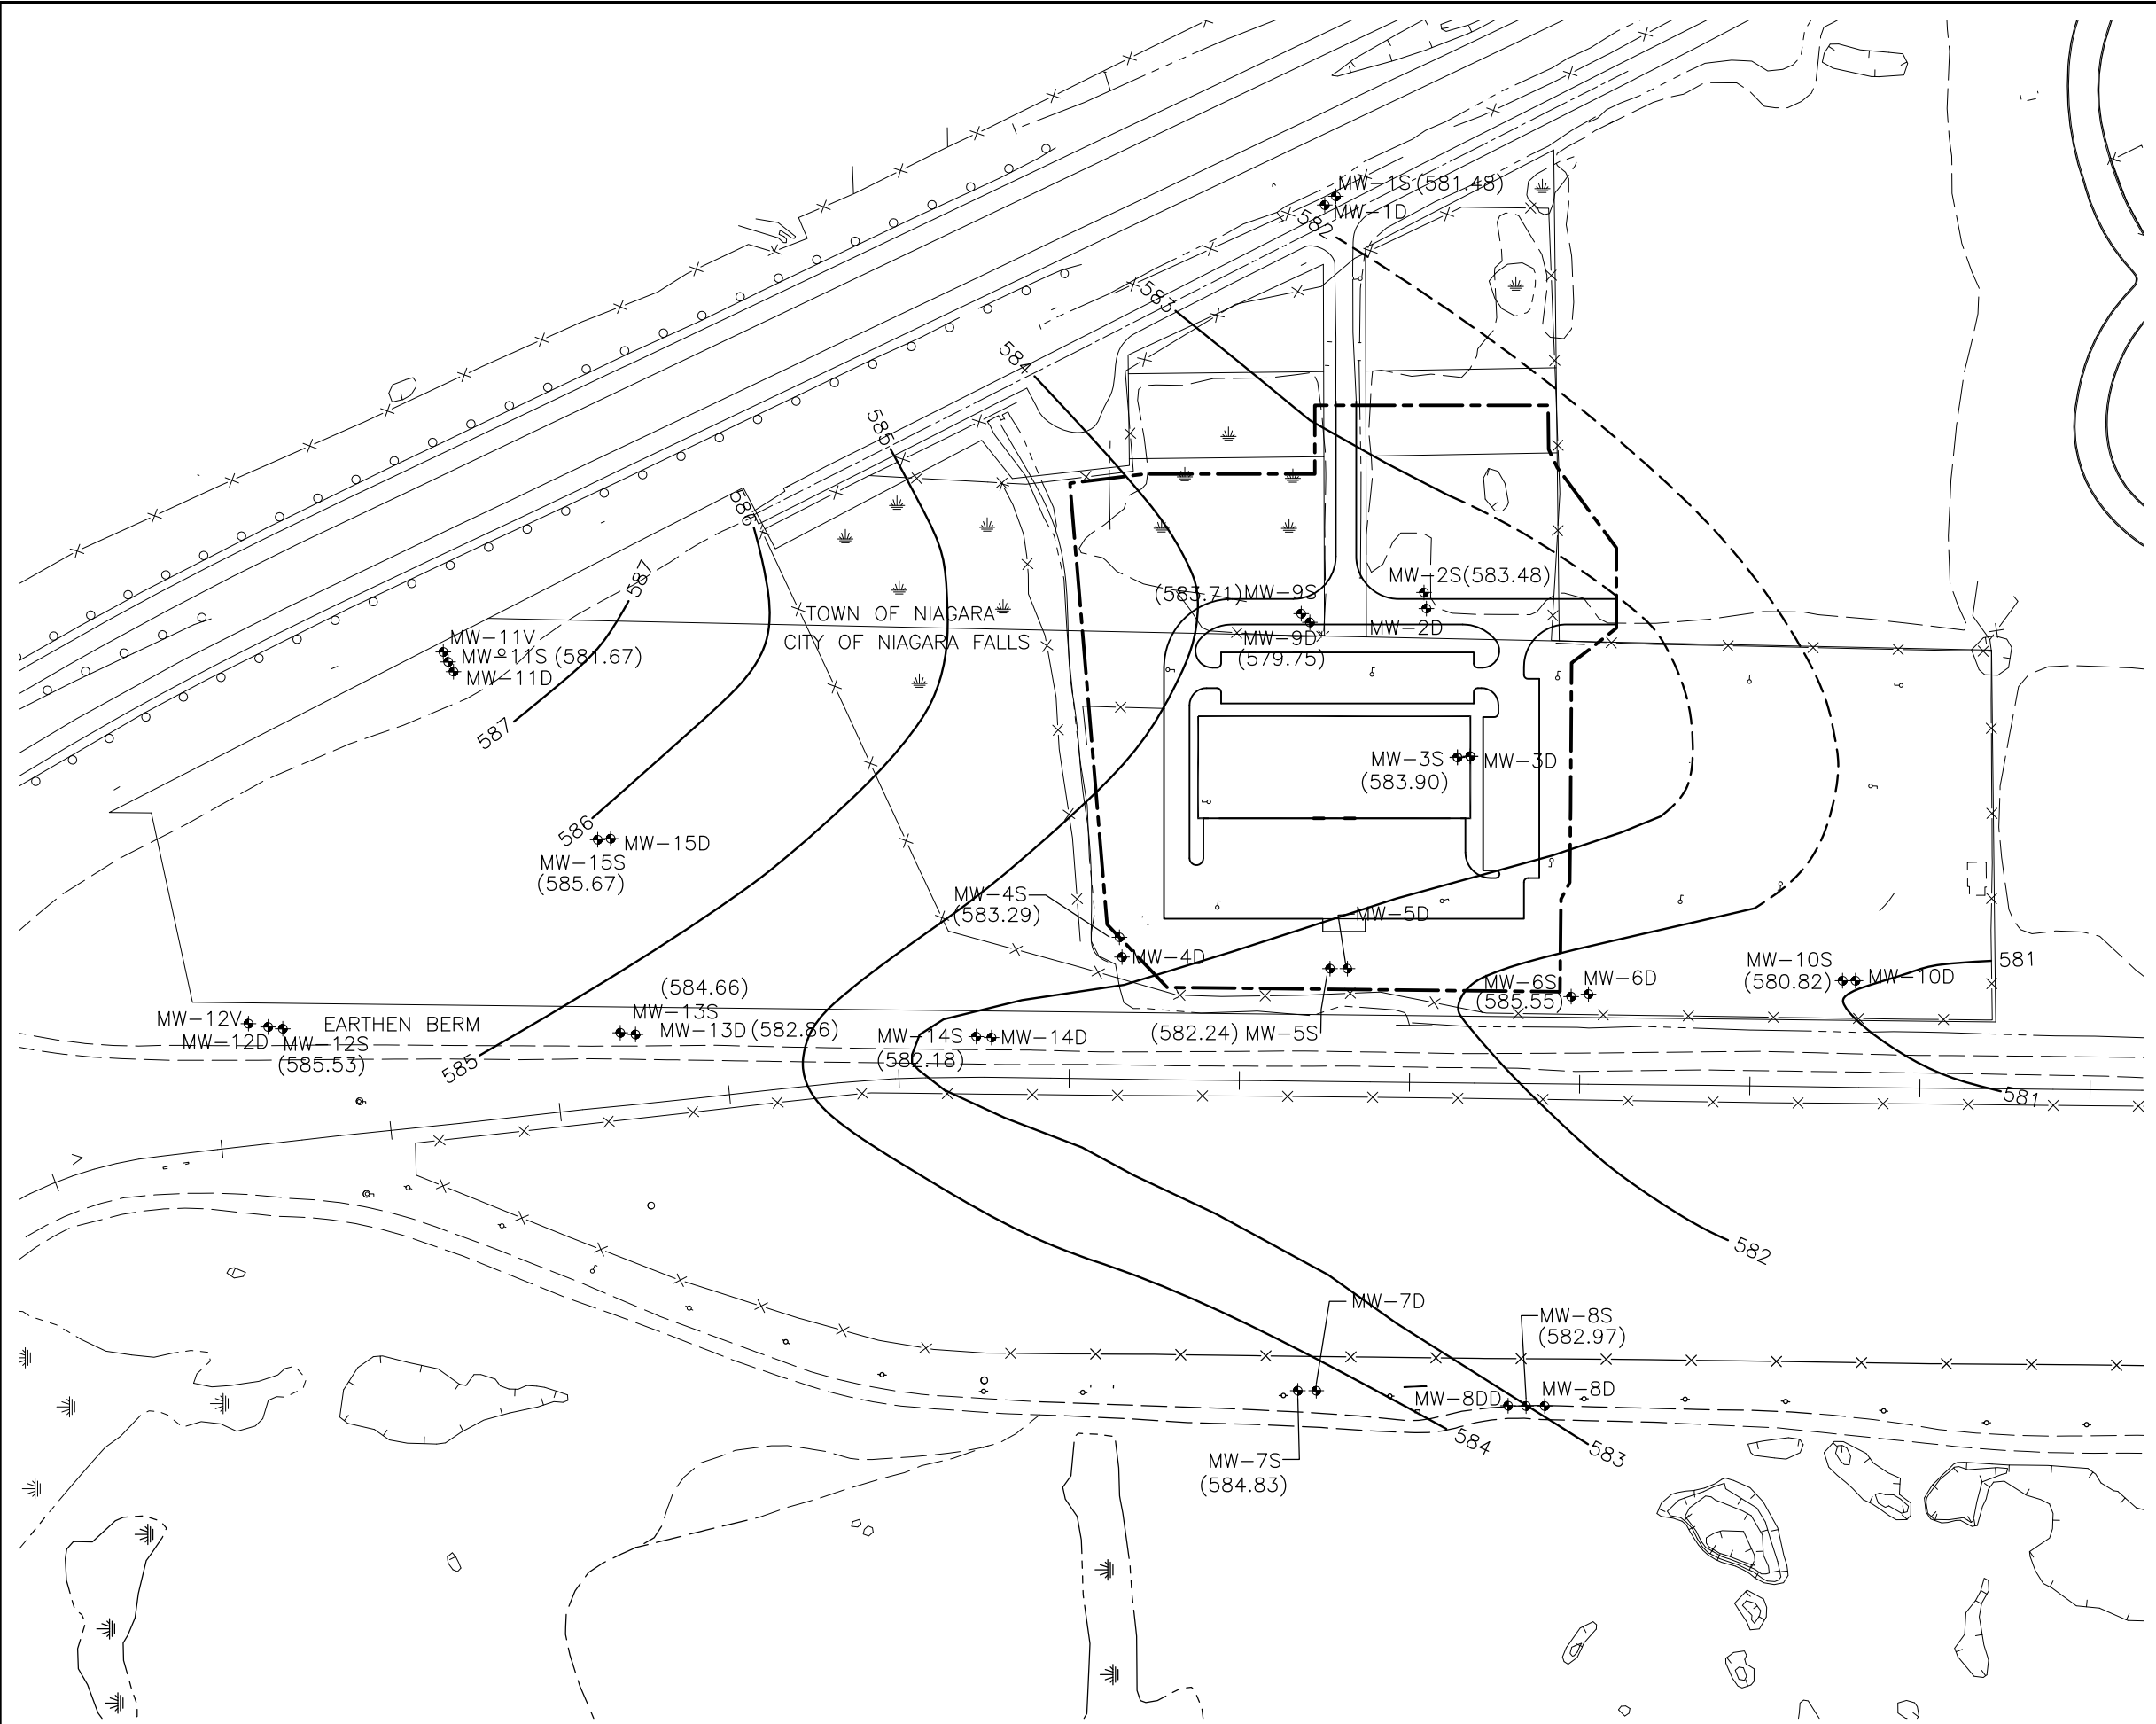 MW-1S (581.48)
MW-1D
582
583
584
585
586
587
MW-2S(583.48)
(583.71)MW-9S
TOWN OF NIAGARA
MW-2D
MW-11V
CITY OF NIAGARA FALLS
MW-9D
(579.75)
MW-11S (581.67)
MW-11D
587
MW-3S
MW-3D
(583.90)
586
MW-15D
MW-15S
(585.67)
MW-4S
(583.29)
MW-5D
MW-4D
MW-10S
(580.82)
MW-10D
581
MW-6S
MW-6D
(585.55)
(584.66)
MW-13S
MW-12V
EARTHEN BERM
MW-13D (582.86)
MW-12D
MW-12S
(585.53)
MW-14S
MW-14D
(582.18)
(582.24) MW-5S
585
581
582
MW-7D
MW-8S
(582.97)
MW-8DD
MW-8D
584
583
MW-7S
(584.83)